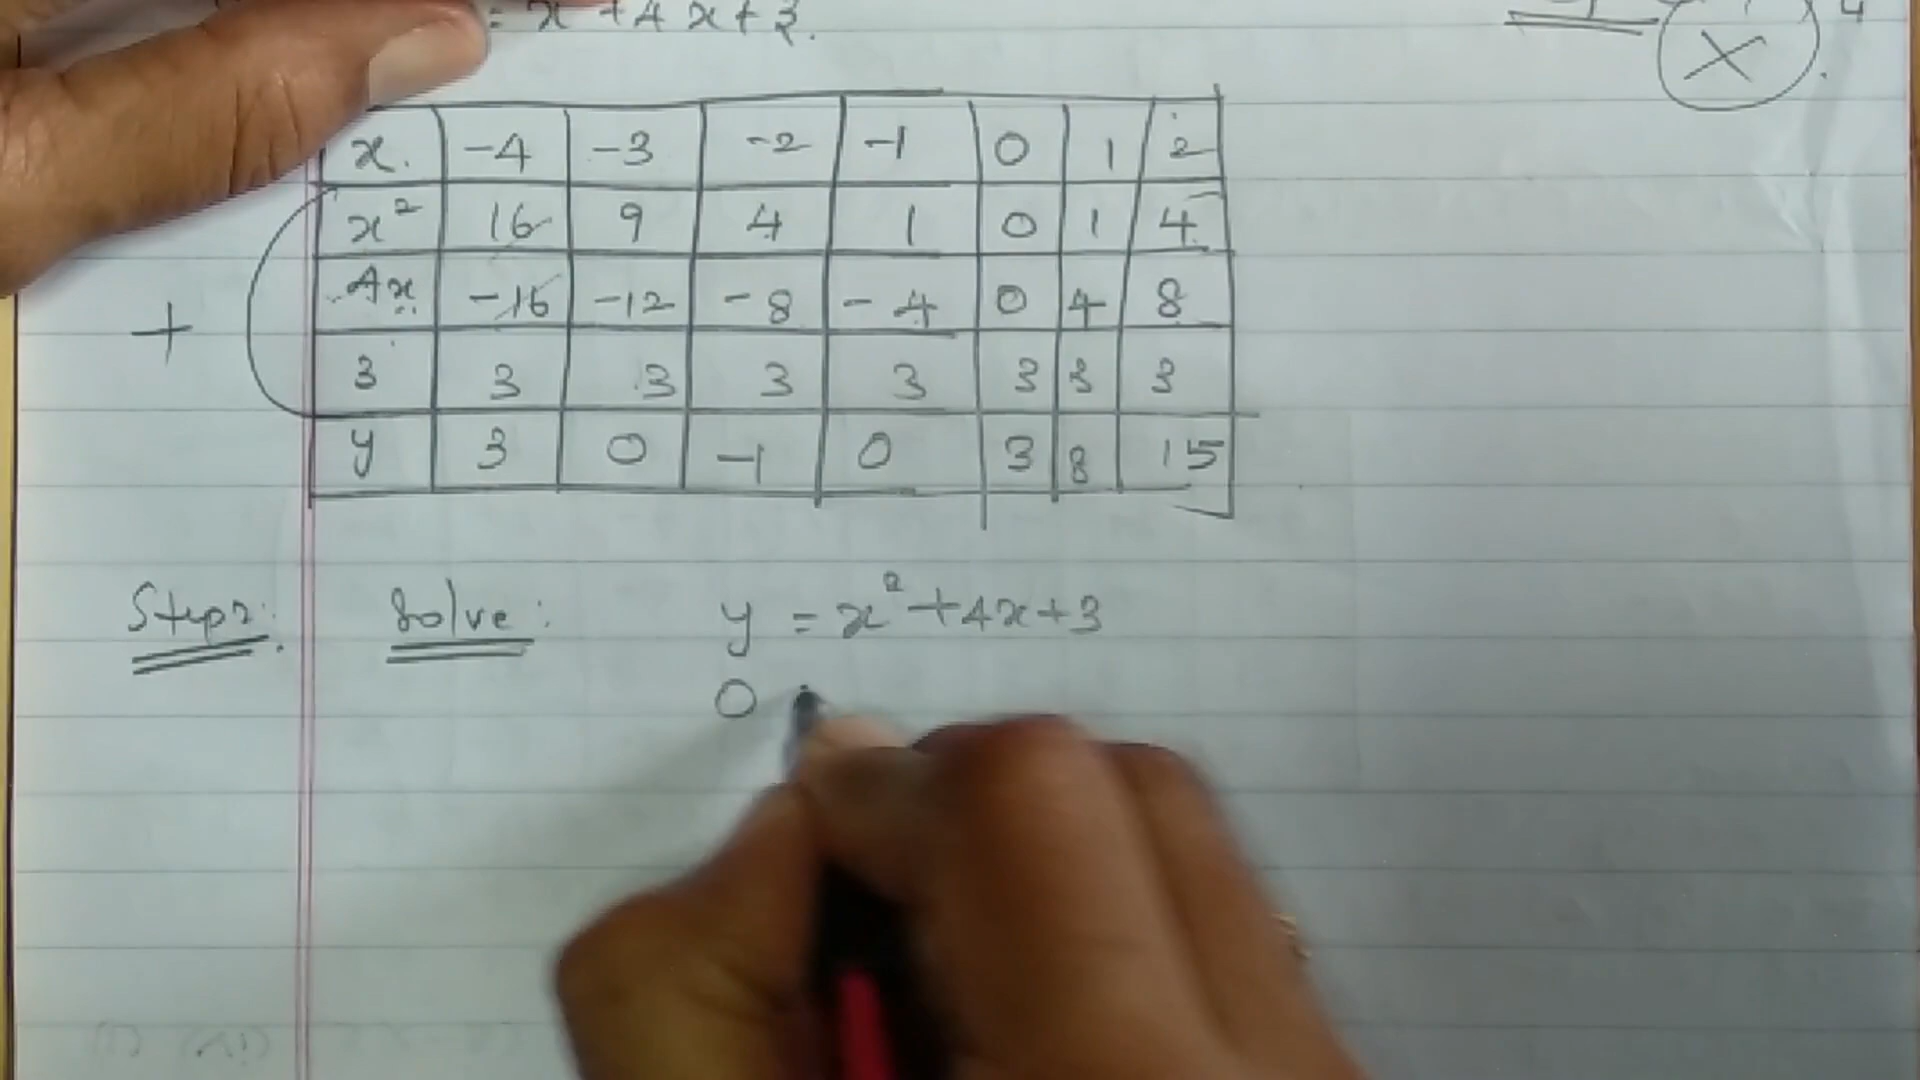 = x²+4x+3.
x. -4 -3 -2 -1 0 1 2
x² 16 9 4 1 0 1 4
4x -16 -12 -8 -4 0 4 8
+
3 3 3 3 3 3 3 3
y 3 0 -1 0 3 8 15
Step2: Solve: y = x²+4x+3
0